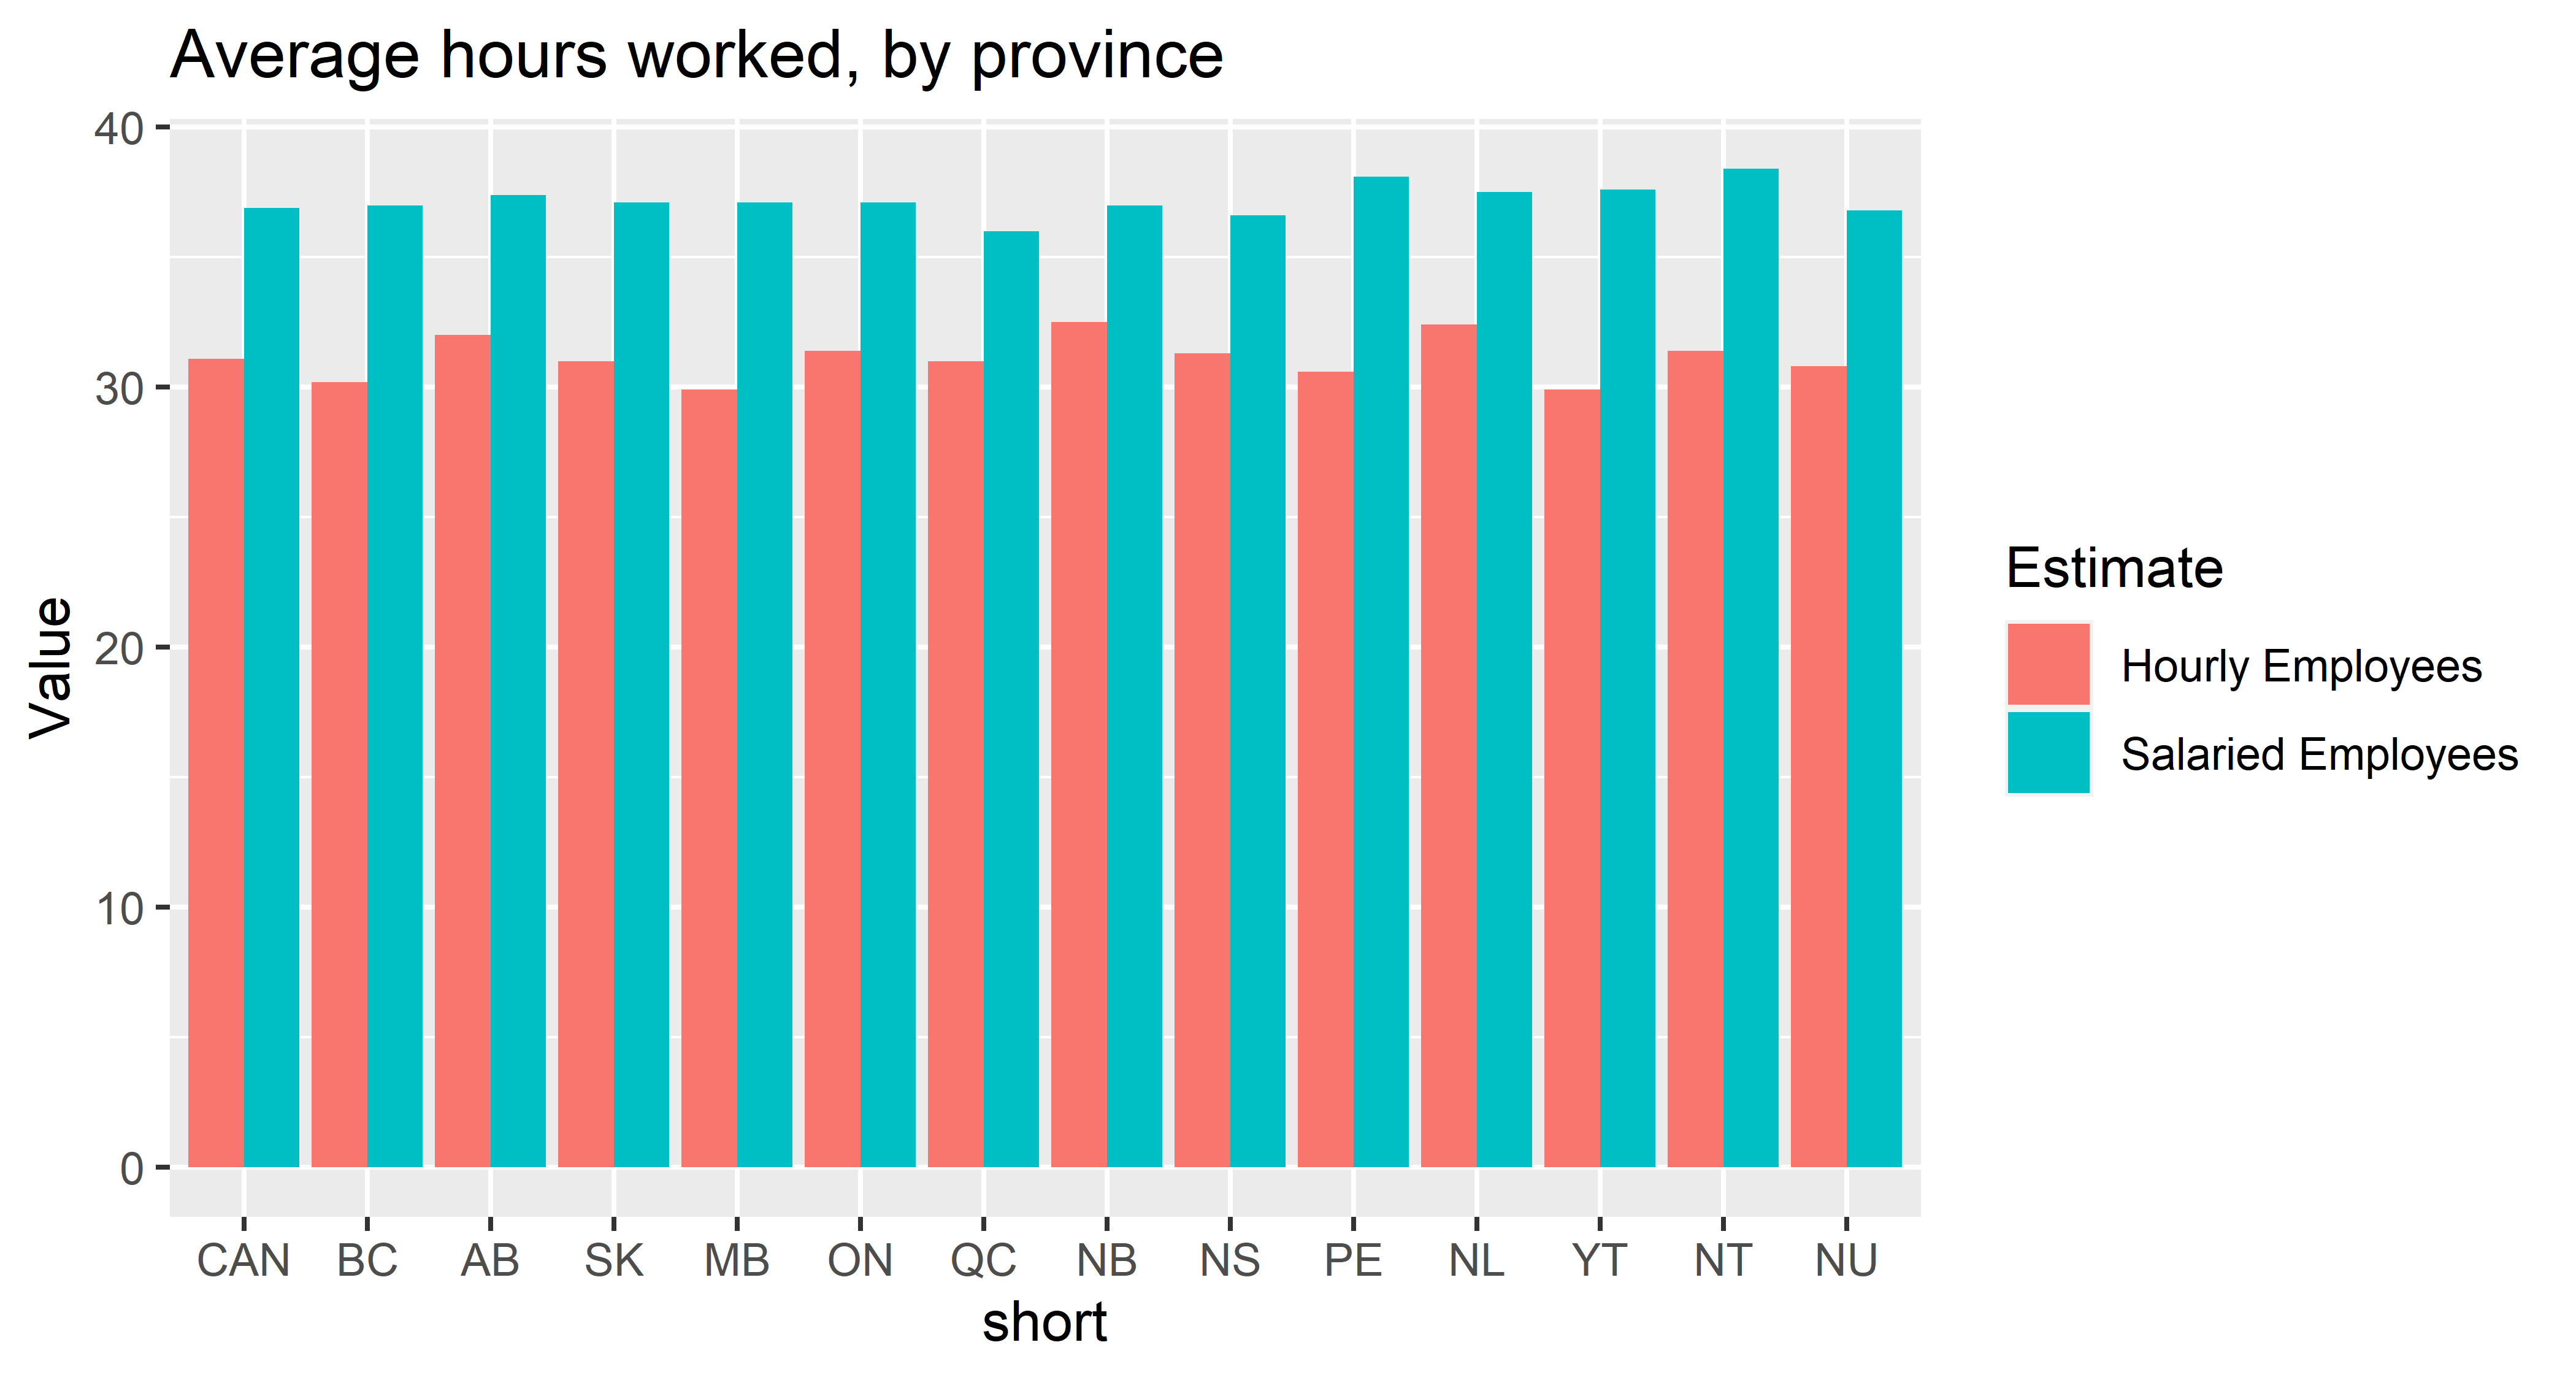 Average hours worked, by province
40
30
20
10
0
Value
CAN BC AB SK MB ON QC NB NS PE NL YT NT NU
short
Estimate
Hourly Employees
Salaried Employees